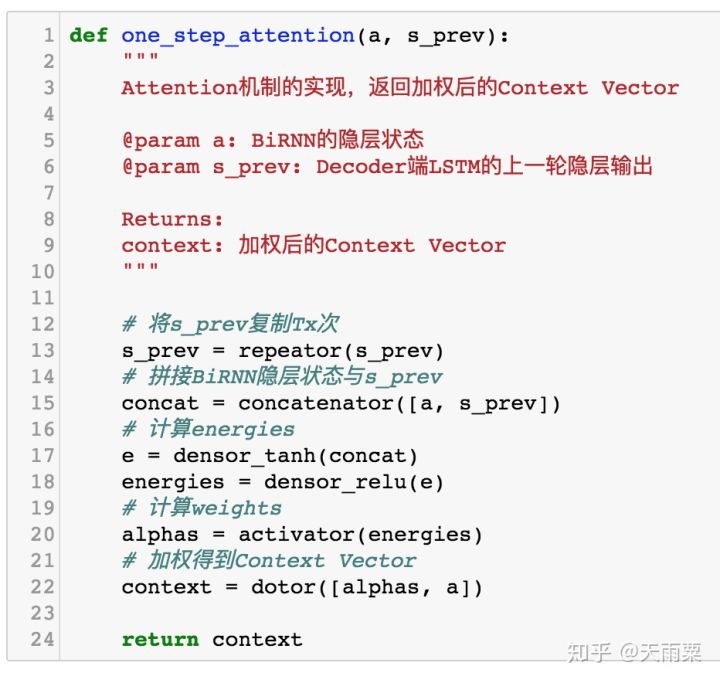 1 def one_step_attention(a, s_prev):
2     """
3     Attention机制的实现，返回加权后的Context Vector
4
5     @param a: BiRNN的隐层状态
6     @param s_prev: Decoder端LSTM的上一轮隐层输出
7
8     Returns:
9     context: 加权后的Context Vector
10     """
11
12     # 将s_prev复制Tx次
13     s_prev = repeator(s_prev)
14     # 拼接BiRNN隐层状态与s_prev
15     concat = concatenator([a, s_prev])
16     # 计算energies
17     e = densor_tanh(concat)
18     energies = densor_relu(e)
19     # 计算weights
20     alphas = activator(energies)
21     # 加权得到Context Vector
22     context = dotor([alphas, a])
23
24     return context
知乎 @天雨粟